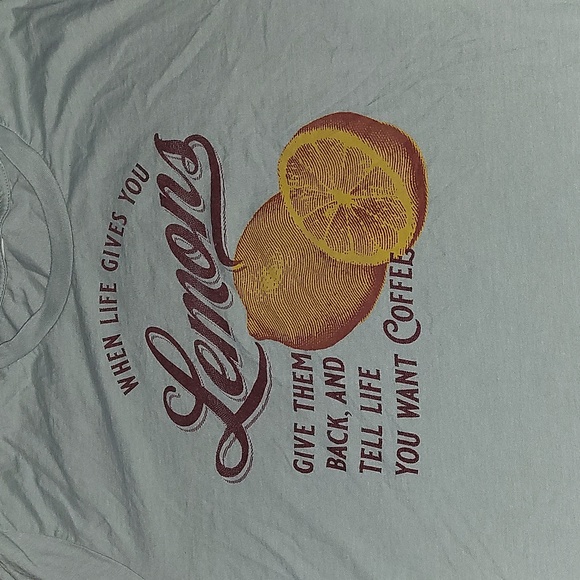 WHEN LIFE GIVES YOU
Lemons
GIVE THEM
BACK, AND
TELL LIFE
YOU WANT COFFEE